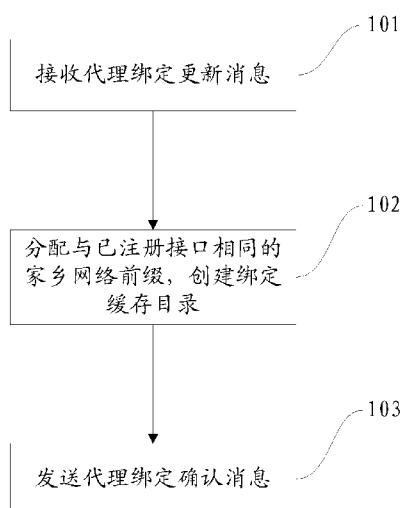 101
接收代理绑定更新消息
102
分配与已注册接口相同的
家乡网络前缀，创建绑定
缓存目录
103
发送代理绑定确认消息